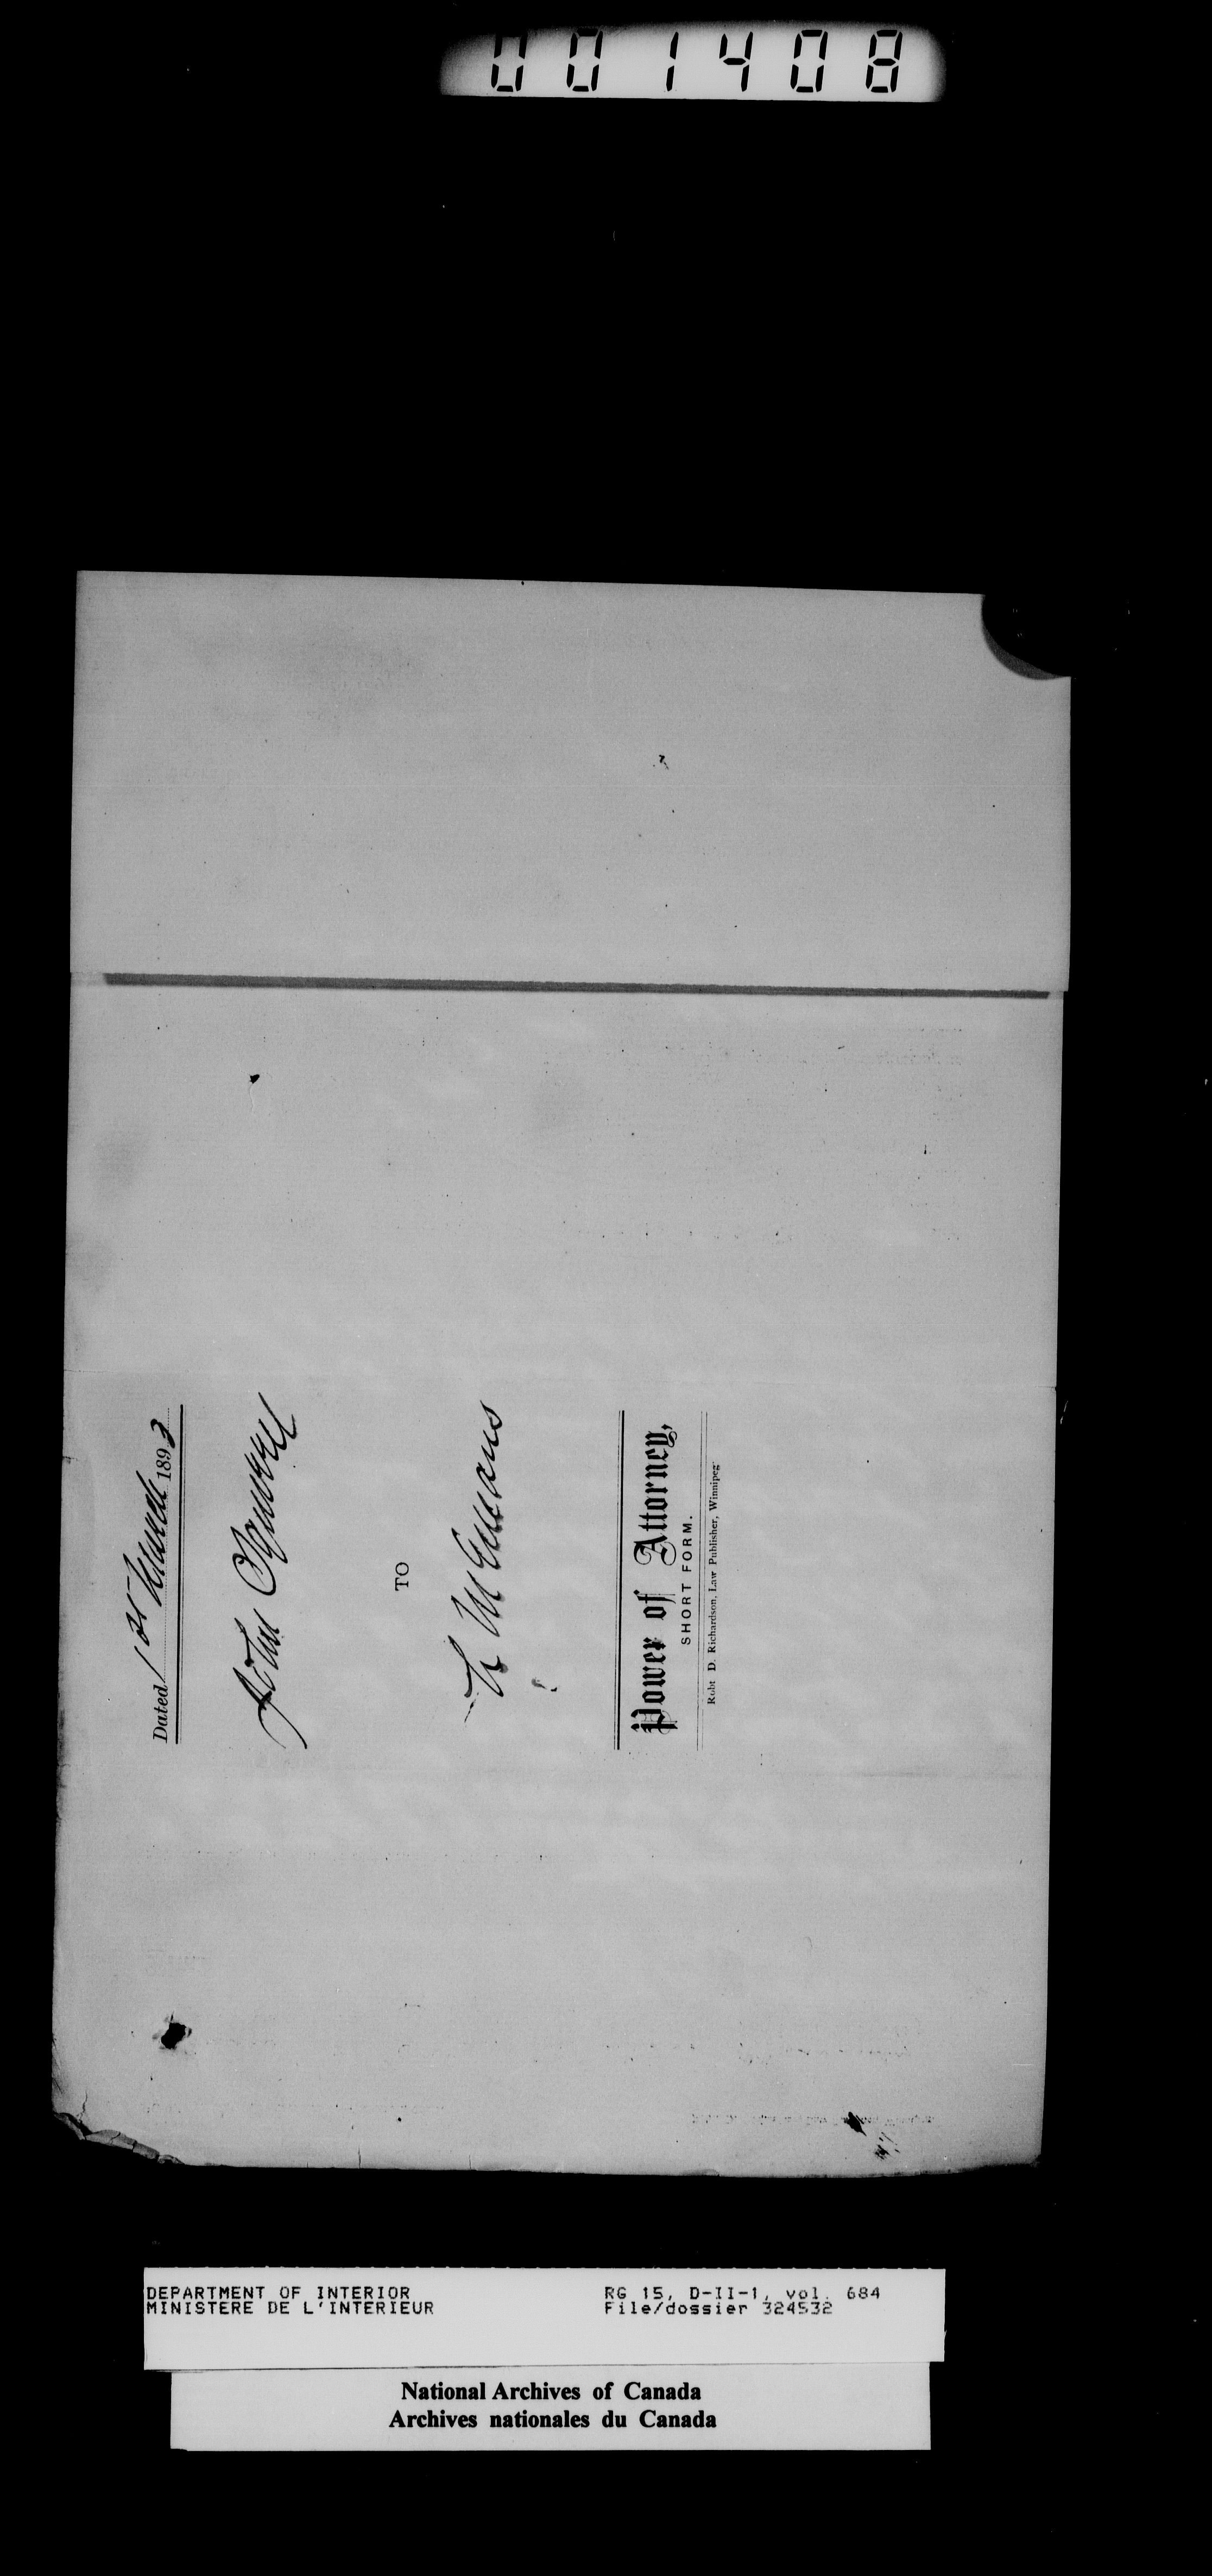 001408
Dated 1st March 1893
John
TO
Power of Attorney,
SHORT FORM.
Robt D. Richardson, Law Publisher, Winnipeg
DEPARTMENT OF INTERIOR
MINISTERE DE L'INTERIEUR
RG 15, D-II-1, vol. 684
File/dossier 324532
National Archives of Canada
Archives nationales du Canada